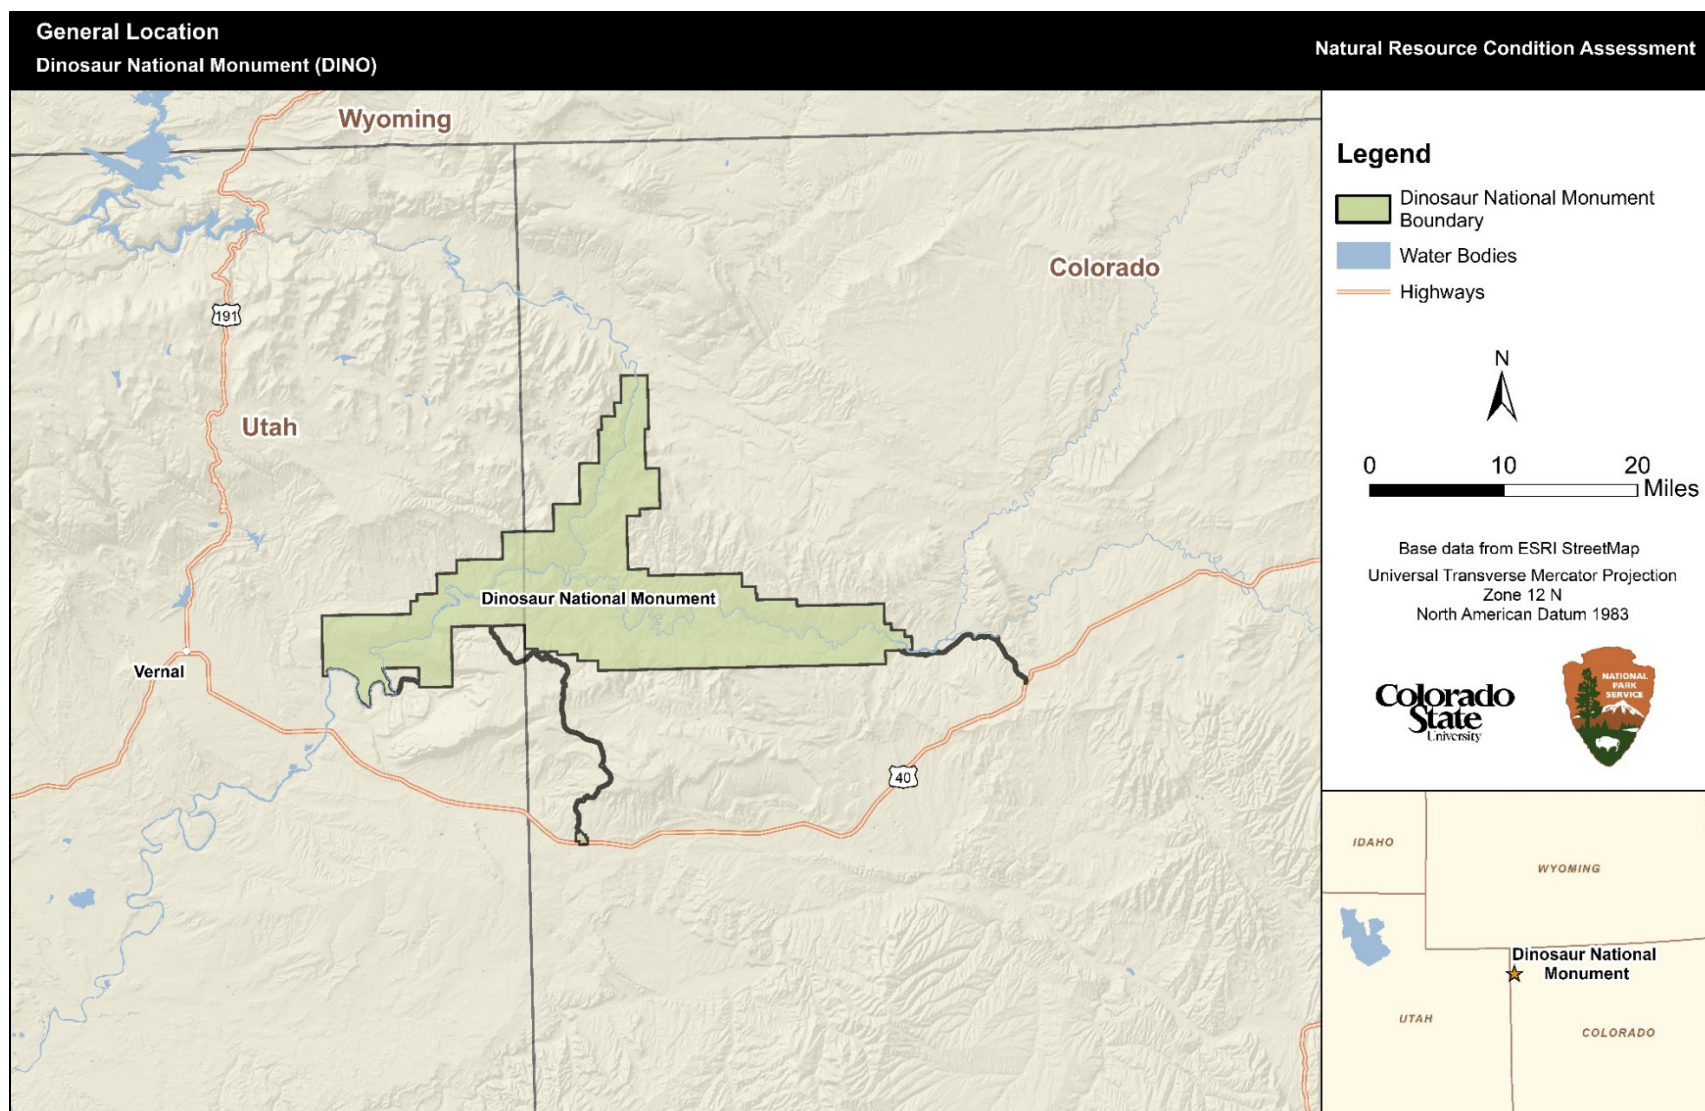 General Location
Dinosaur National Monument (DINO)
Natural Resource Condition Assessment
Wyoming
Colorado
191
Utah
Dinosaur National Monument
Vernal
40
Legend
Dinosaur National Monument
Boundary
Water Bodies
Highways
N
0 10 20
Miles
Base data from ESRI StreetMap
Universal Transverse Mercator Projection
Zone 12 N
North American Datum 1983
Colorado
State
University
NATIONAL
PARK
SERVICE
IDAHO
WYOMING
Dinosaur National
Monument
UTAH
COLORADO